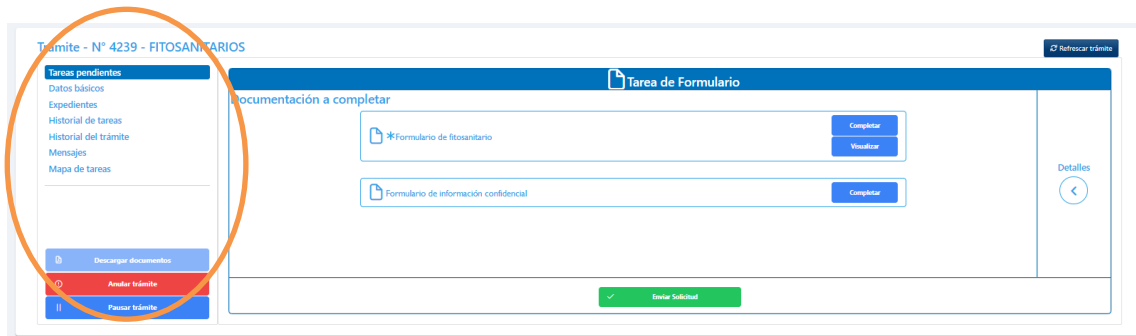 Trámite - N° 4239 - FITOSANITARIOS
Refrescar trámite
Tareas pendientes
Datos básicos
Expedientes
Historial de tareas
Historial del trámite
Mensajes
Mapa de tareas
Descargar documentos
Anular trámite
Pausar trámite
Tarea de Formulario
Documentación a completar
*Formulario de fitosanitario
Completar
Visualizar
Formulario de información confidencial
Completar
Detalles
Enviar Solicitud